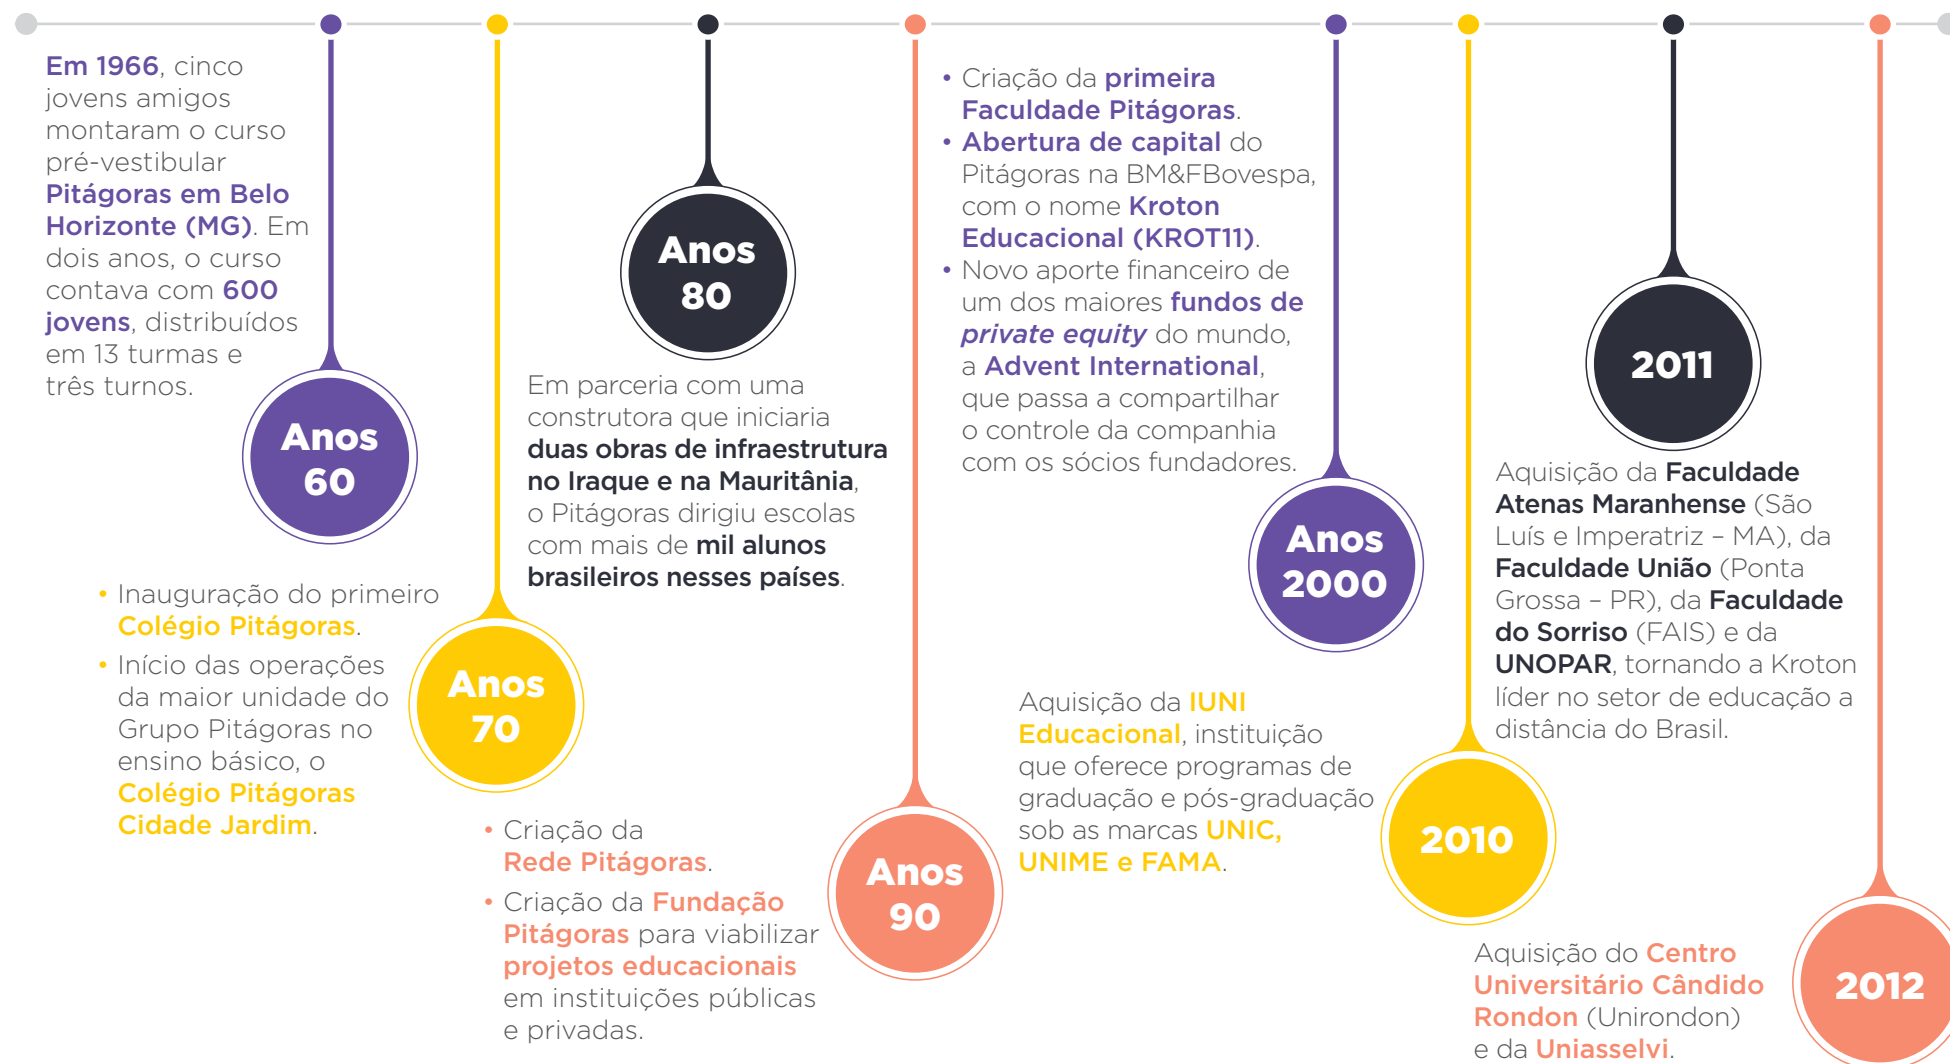 Em 1966, cinco
jovens amigos
montaram o curso
pré-vestibular
Pitágoras em Belo
Horizonte (MG). Em
dois anos, o curso
contava com 600
jovens, distribuídos
em 13 turmas e
três turnos.
Anos
60
• Inauguração do primeiro
Colégio Pitágoras.
• Início das operações
da maior unidade do
Grupo Pitágoras no
ensino básico, o
Colégio Pitágoras
Cidade Jardim.
Anos
70
Anos
80
Em parceria com uma
construtora que iniciaria
duas obras de infraestrutura
no Iraque e na Mauritânia,
o Pitágoras dirigiu escolas
com mais de mil alunos
brasileiros nesses países.
• Criação da
Rede Pitágoras.
• Criação da Fundação
Pitágoras para viabilizar
projetos educacionais
em instituições públicas
e privadas.
Anos
90
• Criação da primeira
Faculdade Pitágoras.
• Abertura de capital do
Pitágoras na BM&FBovespa,
com o nome Kroton
Educacional (KROT11).
• Novo aporte financeiro de
um dos maiores fundos de
private equity do mundo,
a Advent International,
que passa a compartilhar
o controle da companhia
com os sócios fundadores.
Anos
2000
Aquisição da IUNI
Educacional, instituição
que oferece programas de
graduação e pós-graduação
sob as marcas UNIC,
UNIME e FAMA.
2010
2011
Aquisição da Faculdade
Atenas Maranhense (São
Luís e Imperatriz – MA), da
Faculdade União (Ponta
Grossa – PR), da Faculdade
do Sorriso (FAIS) e da
UNOPAR, tornando a Kroton
líder no setor de educação a
distância do Brasil.
Aquisição do Centro
Universitário Cândido
Rondon (Unirondon)
e da Uniasselvi.
2012